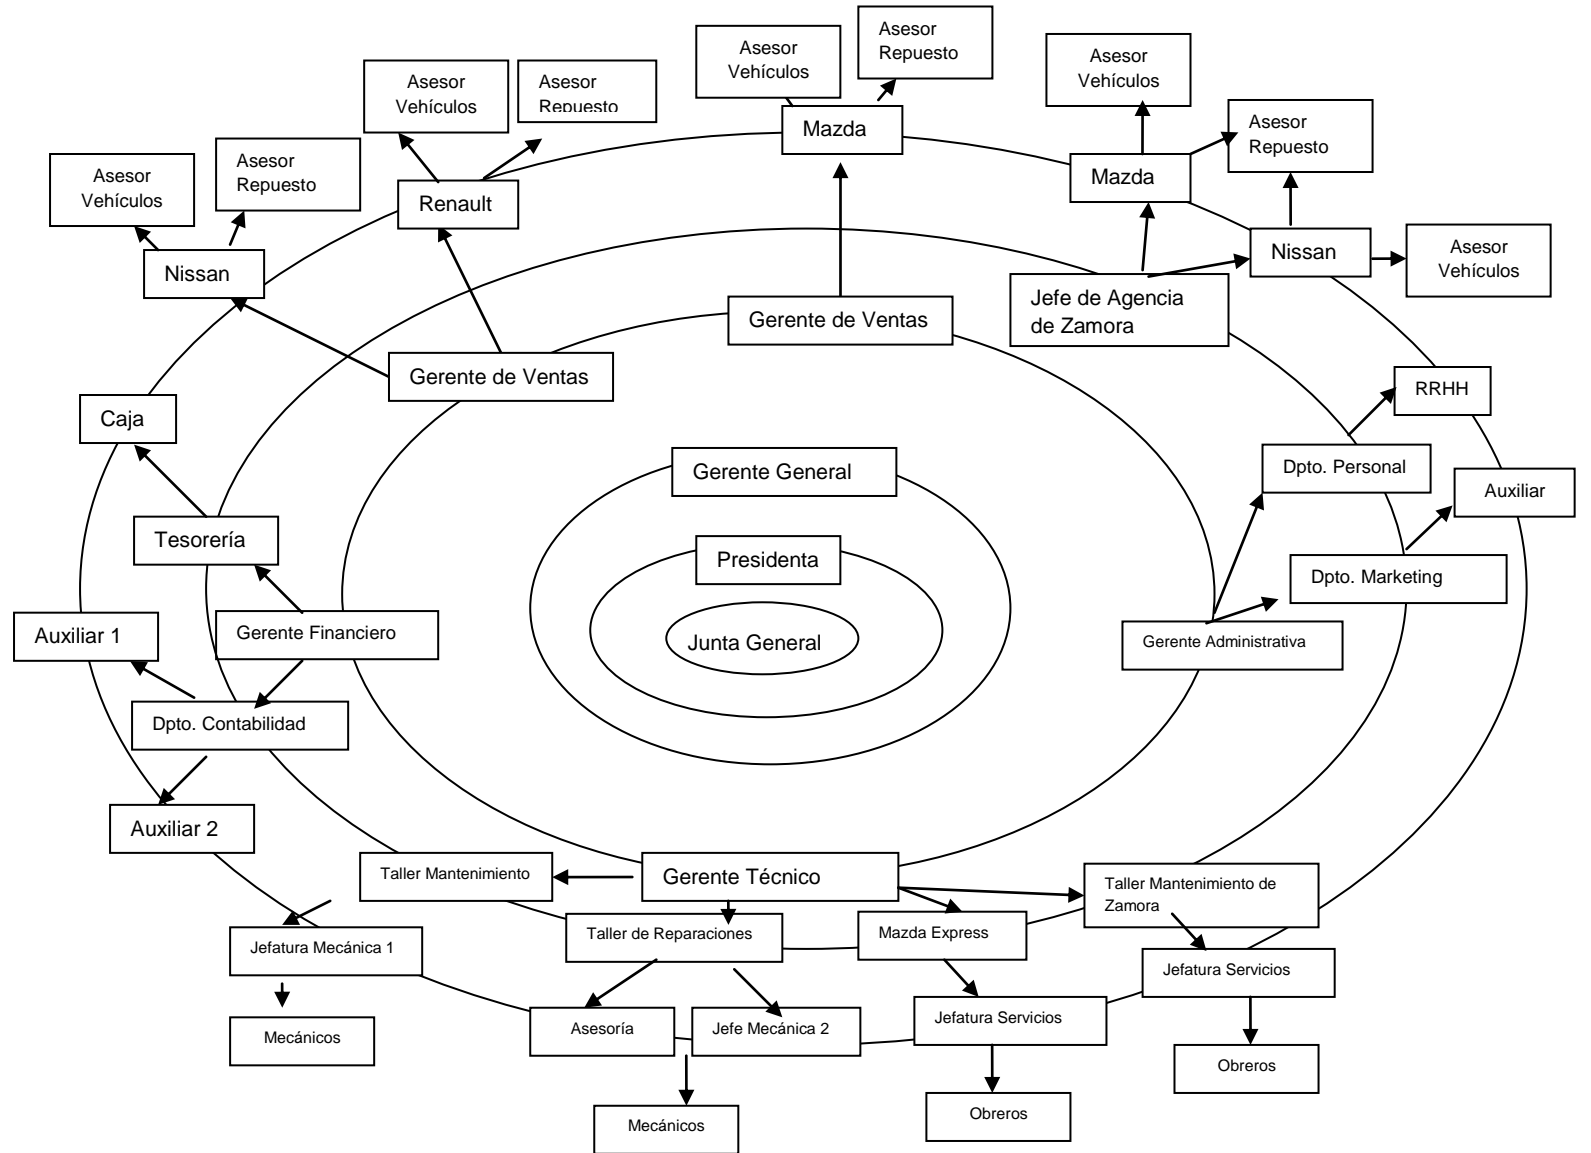 Asesor
Vehículos
Asesor
Repuesto
Asesor
Vehículos
Asesor
Repuesto
Asesor
Vehículos
Asesor
Repuesto
Asesor
Vehículos
Asesor
Repuesto
Mazda
Mazda
Renault
Nissan
Nissan
Asesor
Vehículos
Jefe de Agencia
de Zamora
Gerente de Ventas
Gerente de Ventas
RRHH
Caja
Gerente General
Dpto. Personal
Auxiliar
Tesorería
Presidenta
Dpto. Marketing
Auxiliar 1
Gerente Financiero
Junta General
Gerente Administrativa
Dpto. Contabilidad
Auxiliar 2
Taller Mantenimiento
Gerente Técnico
Taller Mantenimiento de
Zamora
Taller de Reparaciones
Mazda Express
Jefatura Mecánica 1
Jefatura Servicios
Mecánicos
Asesoría
Jefe Mecánica 2
Jefatura Servicios
Obreros
Mecánicos
Obreros